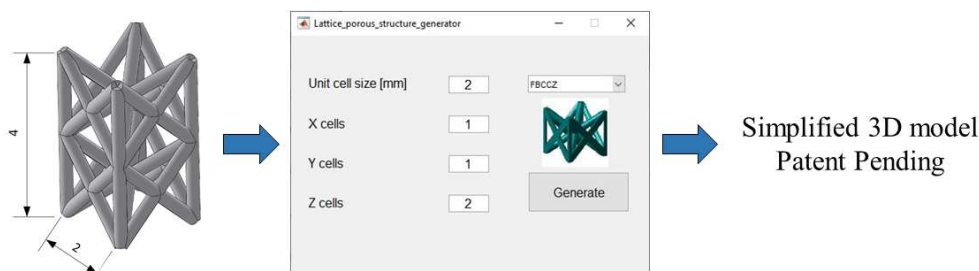 4
2
Lattice_porous_structure_generator
Unit cell size [mm] 2 FBCCZ
X cells 1
Y cells 1
Z cells 2
Generate
Simplified 3D model
Patent Pending